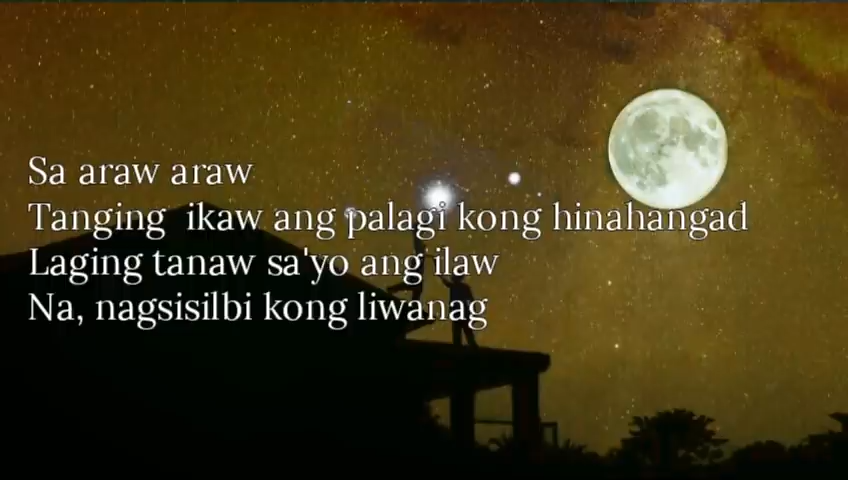 Sa araw araw
Tanging ikaw ang palagi kong hinahangad
Laging tanaw sa'yo ang ilaw
Na, nagsisilbi kong liwanag